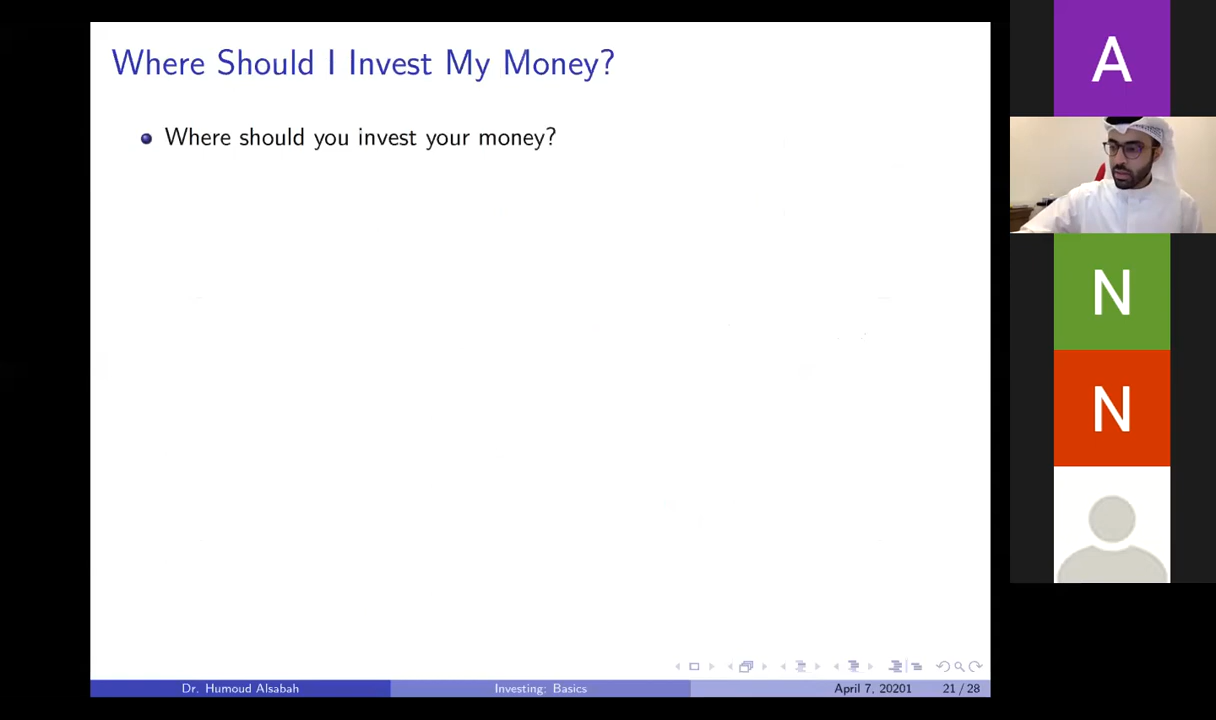 Where Should I Invest My Money?
Where should you invest your money?
Dr. Humoud Alsabah
Investing: Basics
April 7, 20201
21 / 28
A
N
N